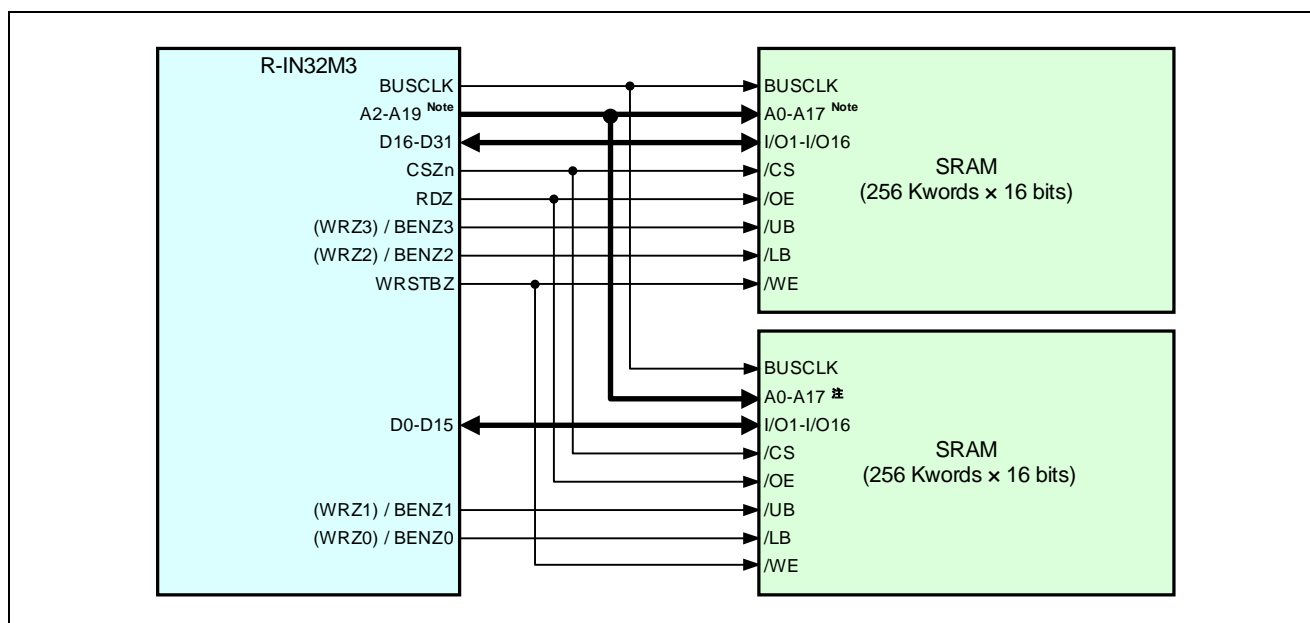 R-IN32M3
BUSCLK
A2-A19 Note
D16-D31
CSZn
RDZ
(WRZ3) / BENZ3
(WRZ2) / BENZ2
WRSTBZ
D0-D15
(WRZ1) / BENZ1
(WRZ0) / BENZ0
BUSCLK
A0-A17 Note
I/O1-I/O16
/CS
/OE
/UB
/LB
/WE
SRAM
(256 Kwords × 16 bits)
BUSCLK
A0-A17 注
I/O1-I/O16
/CS
/OE
/UB
/LB
/WE
SRAM
(256 Kwords × 16 bits)